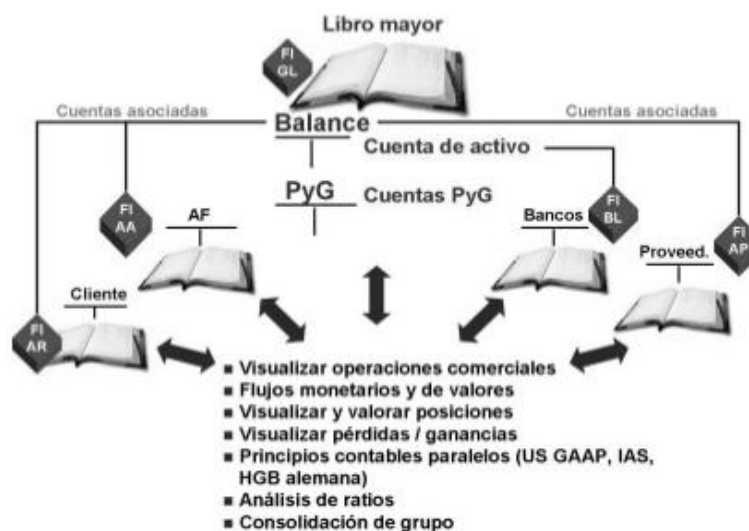 Libro mayor
FI
GL
Cuentas asociadas
Cuentas asociadas
Balance
Cuenta de activo
PyG
Cuentas PyG
FI
AA
AF
Bancos
FI
BL
FI
AP
Proveed.
Cliente
FI
AR
■ Visualizar operaciones comerciales
■ Flujos monetarios y de valores
■ Visualizar y valorar posiciones
■ Visualizar pérdidas / ganancias
■ Principios contables paralelos (US GAAP, IAS,
HGB alemana)
■ Análisis de ratios
■ Consolidación de grupo